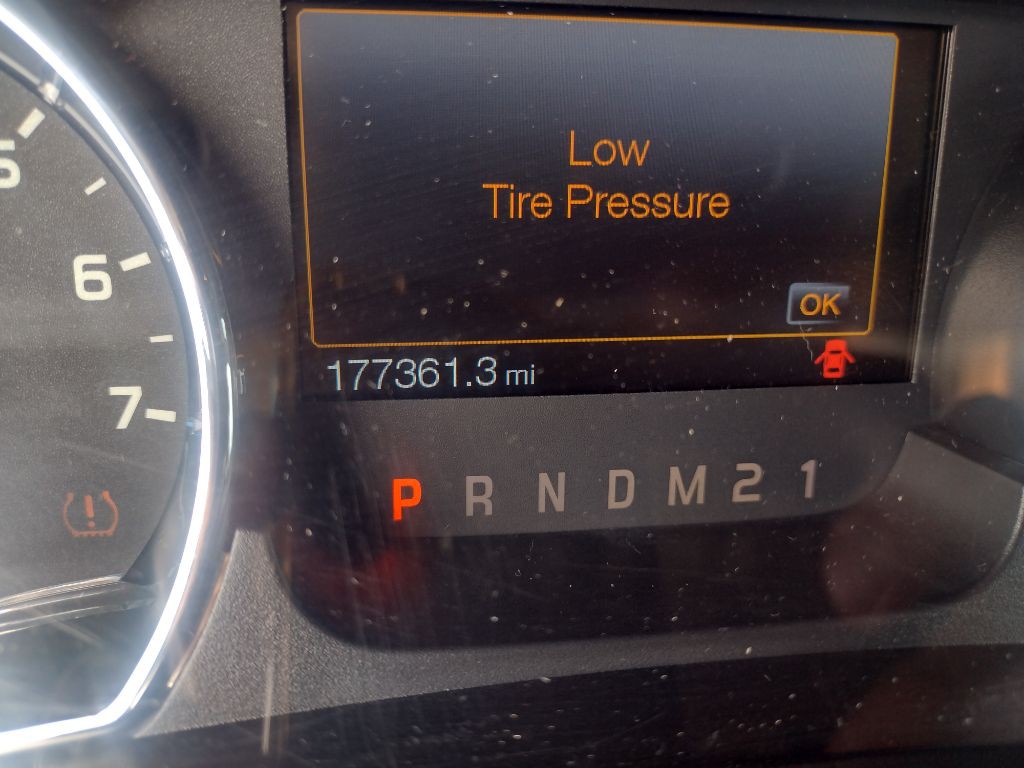 Low
Tire Pressure
OK
177361.3 mi
P R N D M 2 1
5
6
7